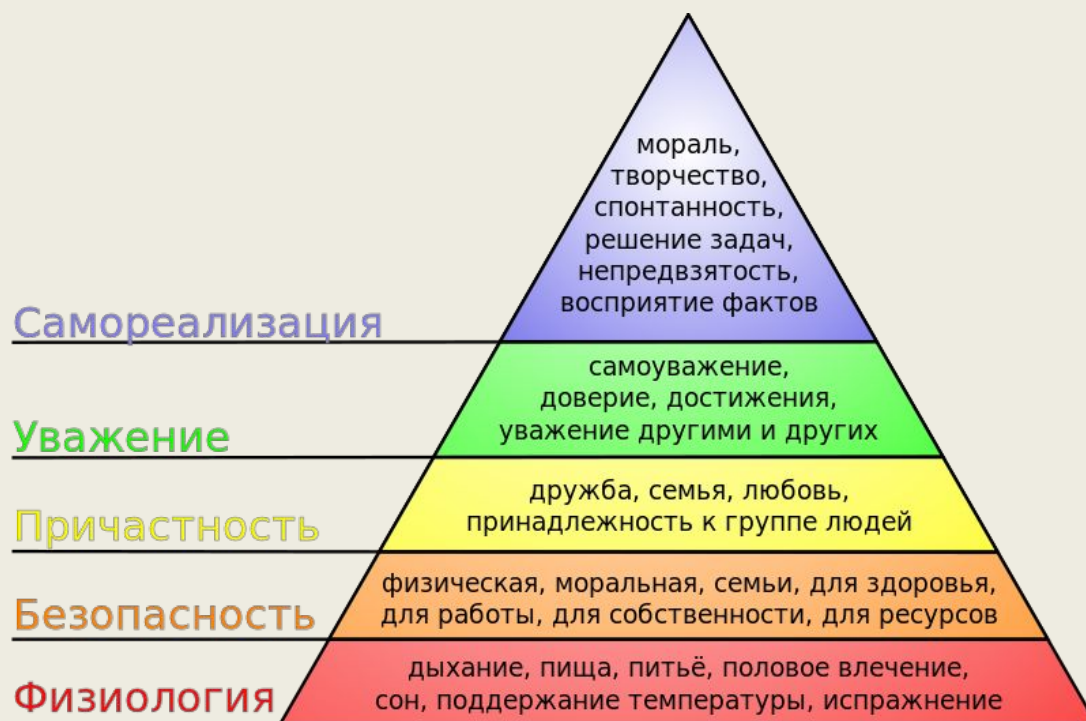 мораль,
творчество,
спонтанность,
решение задач,
непредвзятость,
восприятие фактов
Самореализация
самоуважение,
доверие, достижения,
уважение другими и других
Уважение
дружба, семья, любовь,
принадлежность к группе людей
Причастность
физическая, моральная, семьи, для здоровья,
для работы, для собственности, для ресурсов
Безопасность
дыхание, пища, питьё, половое влечение,
сон, поддержание температуры, испражнение
Физиология